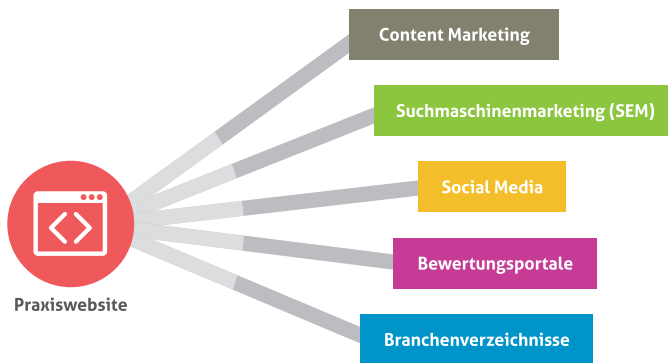 Content Marketing
Suchmaschinenmarketing (SEM)
Social Media
Bewertungsportale
Praxiswebsite
Branchenverzeichnisse